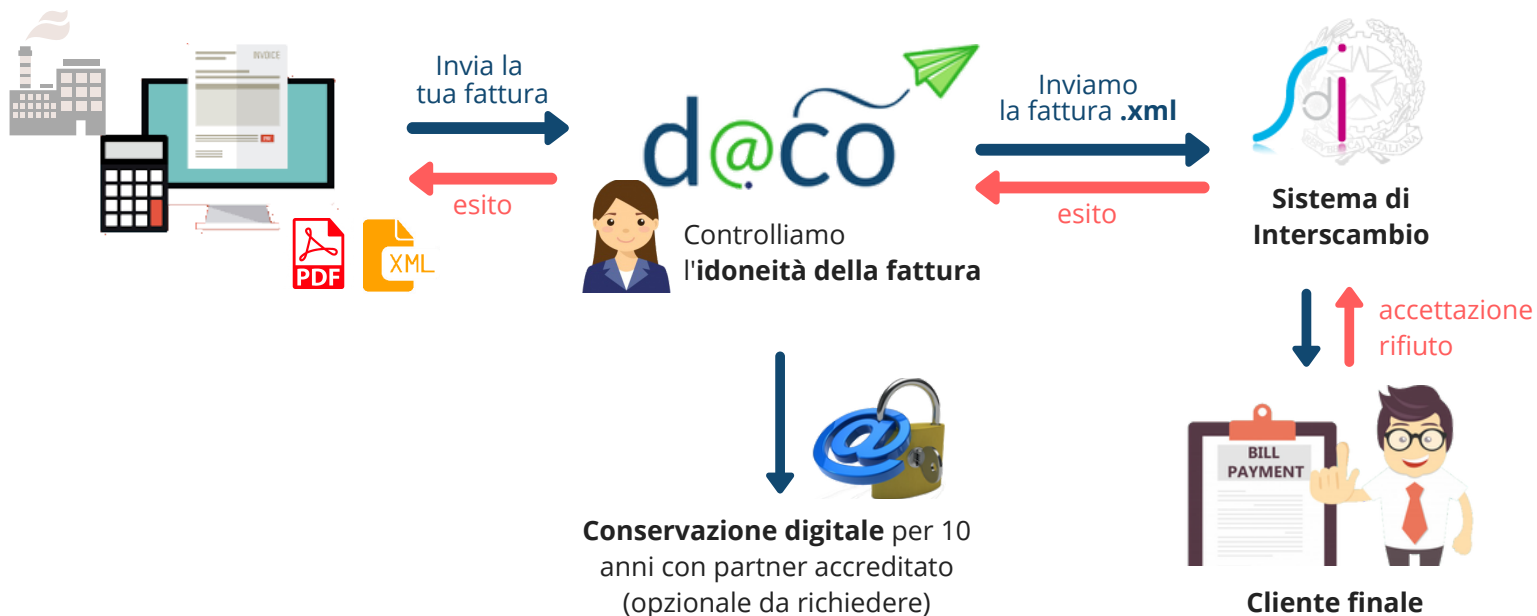 INVOICE
Invia la
tua fattura
esito
PDF
XML
d@co
Controlliamo
l'idoneità della fattura
Inviamo
la fattura .xml
esito
Sdi
Sistema di
Interscambio
accettazione
rifiuto
BILL
PAYMENT
Cliente finale
@
Conservazione digitale per 10
anni con partner accreditato
(opzionale da richiedere)